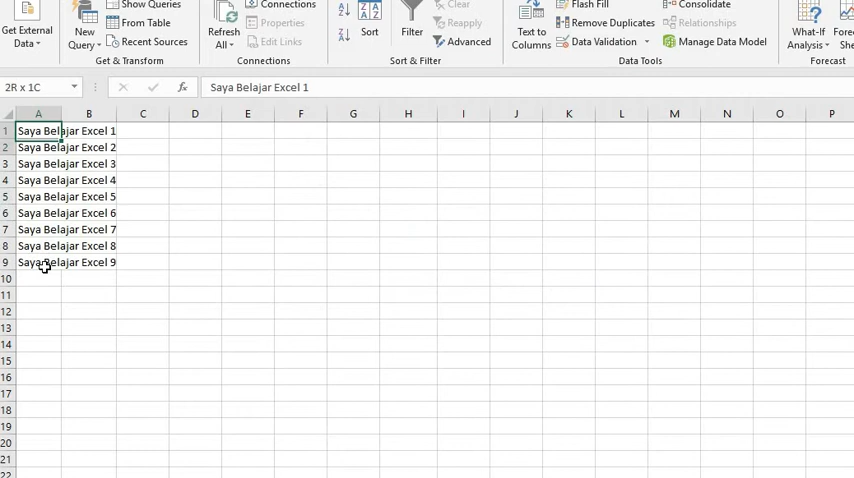 Show Queries
Connections
Clear
Flash Fill
Consolidate
From Table
Properties
Reapply
Remove Duplicates
Relationships
Get External Data
New Query
Recent Sources
Refresh All
Edit Links
Sort
Filter
Advanced
Text to Columns
Data Validation
Manage Data Model
What-If Analysis
Get & Transform
Connections
Sort & Filter
Data Tools
Forecast
2R x 1C
fx
Saya Belajar Excel 1
A B C D E F G H I J K L M N O P
1 Saya Belajar Excel 1
2 Saya Belajar Excel 2
3 Saya Belajar Excel 3
4 Saya Belajar Excel 4
5 Saya Belajar Excel 5
6 Saya Belajar Excel 6
7 Saya Belajar Excel 7
8 Saya Belajar Excel 8
9 Saya Belajar Excel 9
10
11
12
13
14
15
16
17
18
19
20
21
22